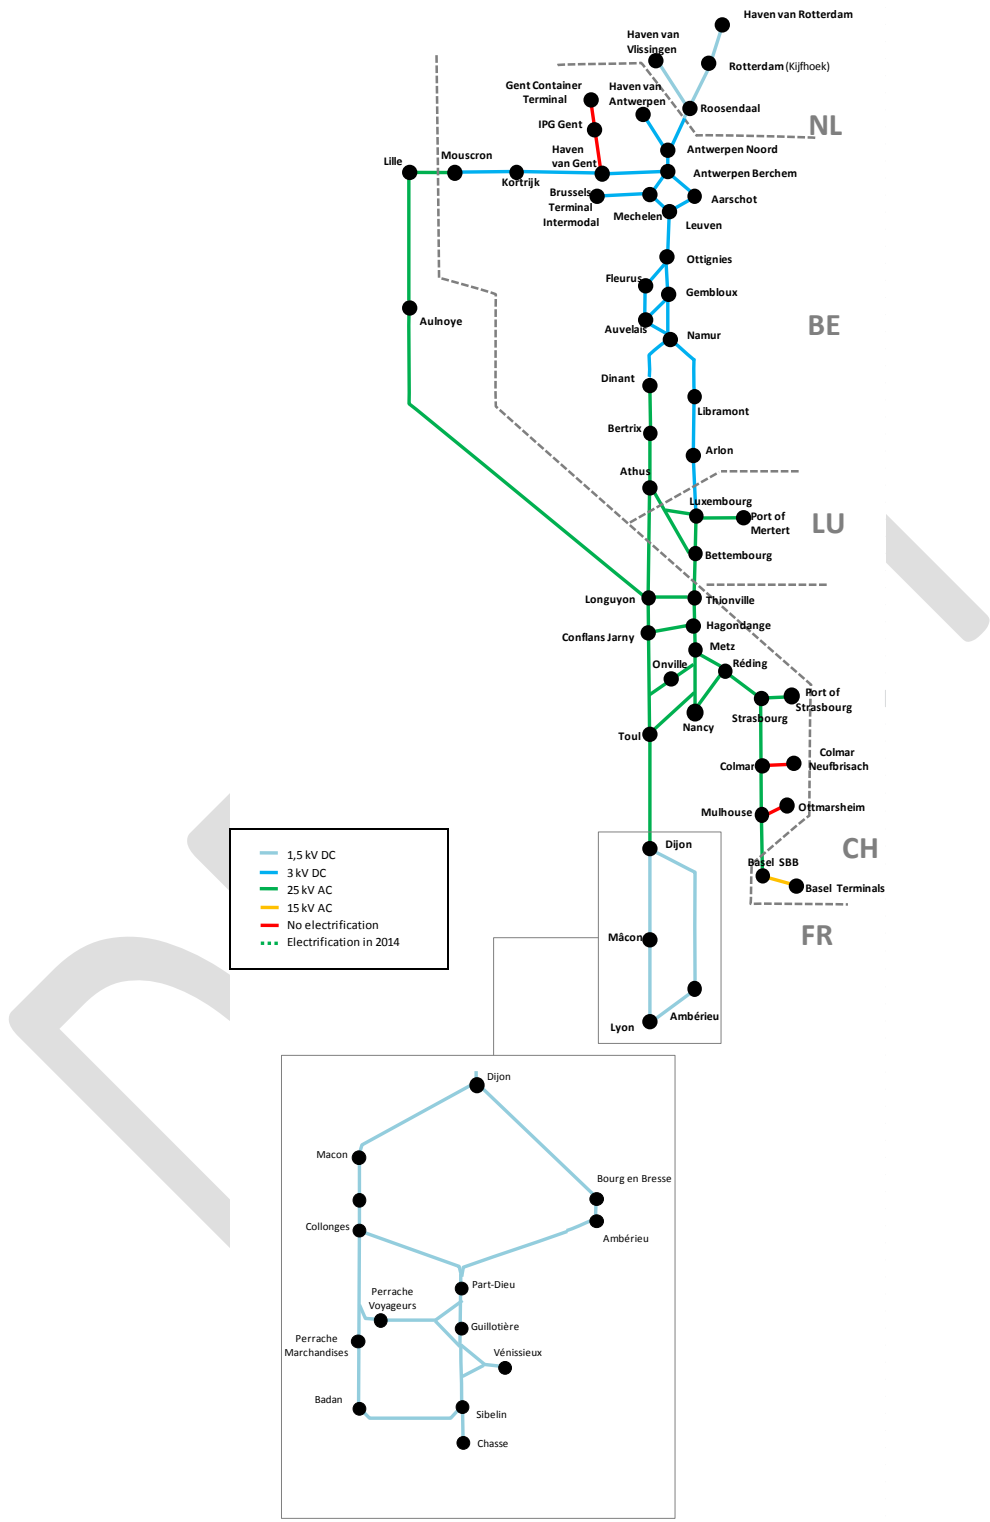 Haven van Rotterdam
Haven van
Vlissingen
Rotterdam (Kijfhoek)
Gent Container
Terminal
Haven van
Antwerpen
Roosendaal
NL
IPG Gent
Haven
van Gent
Antwerpen Noord
Lille
Mouscron
Kortrijk
Antwerpen Berchem
Brussels
Terminal
Intermodal
Mechelen
Aarschot
Leuven
Ottignies
Fleurus
Gembloux
Aulnoye
Auvelais
Namur
BE
Dinant
Libramont
Bertrix
Arlon
Athus
Luxembourg
Port of
Mertert
LU
Bettembourg
Longuyon
Thionville
Hagondange
Conflans Jarny
Metz
Onville
Réding
Port of
Strasbourg
Strasbourg
Nancy
Toul
Colmar
Colmar
Neufbrisach
Mulhouse
Ottmarsheim
CH
Dijon
Basel SBB
Basel Terminals
1,5 kV DC
3 kV DC
25 kV AC
15 kV AC
No electrification
Electrification in 2014
FR
Mâcon
Ambérieu
Lyon
Dijon
Macon
Bourg en Bresse
Collonges
Ambérieu
Part-Dieu
Perrache
Voyageurs
Guillotière
Perrache
Marchandises
Vénissieux
Badan
Sibelin
Chasse